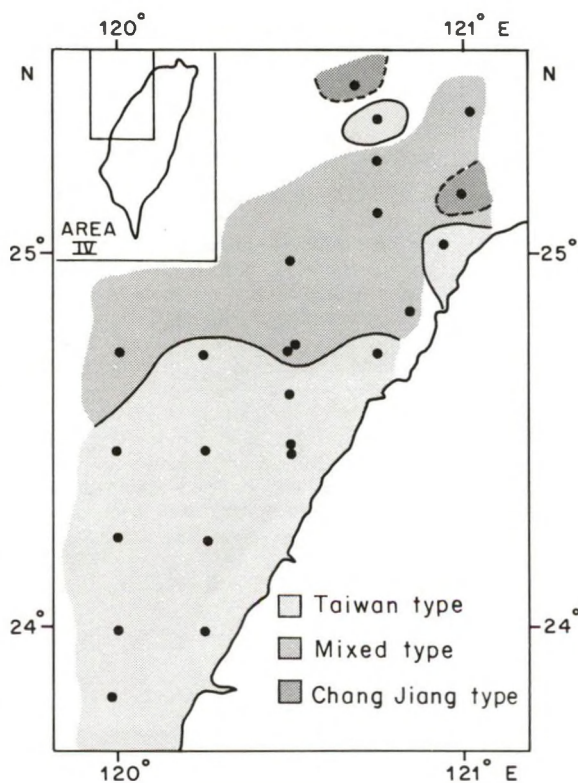 120° 121° E
N N
AREA
IV
25° 25°
Taiwan type
24° 24°
Mixed type
Chang Jiang type
120° 121° E